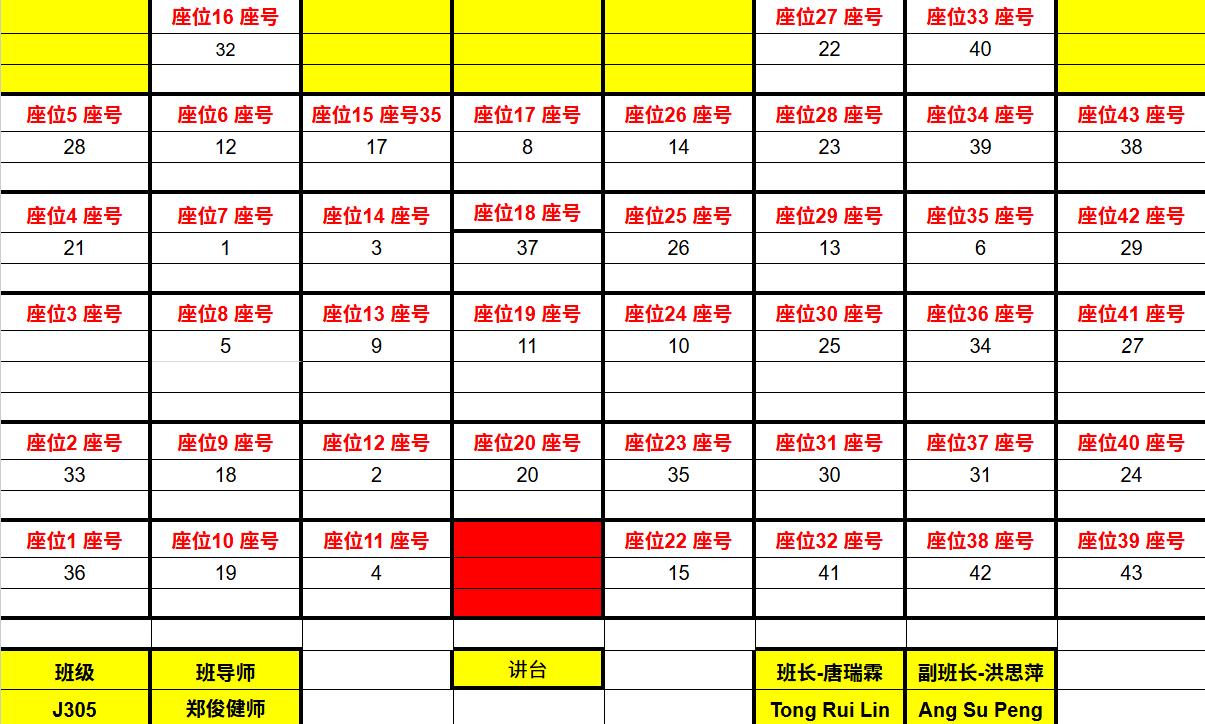 座位16 座号 座位27 座号 座位33 座号
32 22 40
座位5 座号 座位6 座号 座位15 座号35 座位17 座号 座位26 座号 座位28 座号 座位34 座号 座位43 座号
28 12 17 8 14 23 39 38
座位4 座号 座位7 座号 座位14 座号 座位18 座号 座位25 座号 座位29 座号 座位35 座号 座位42 座号
21 1 3 37 26 13 6 29
座位3 座号 座位8 座号 座位13 座号 座位19 座号 座位24 座号 座位30 座号 座位36 座号 座位41 座号
5 9 11 10 25 34 27
座位2 座号 座位9 座号 座位12 座号 座位20 座号 座位23 座号 座位31 座号 座位37 座号 座位40 座号
33 18 2 20 35 30 31 24
座位1 座号 座位10 座号 座位11 座号 座位22 座号 座位32 座号 座位38 座号 座位39 座号
36 19 4 15 41 42 43
班级 班导师 讲台 班长-唐瑞霖 副班长-洪思萍
J305 郑俊健师 Tong Rui Lin Ang Su Peng